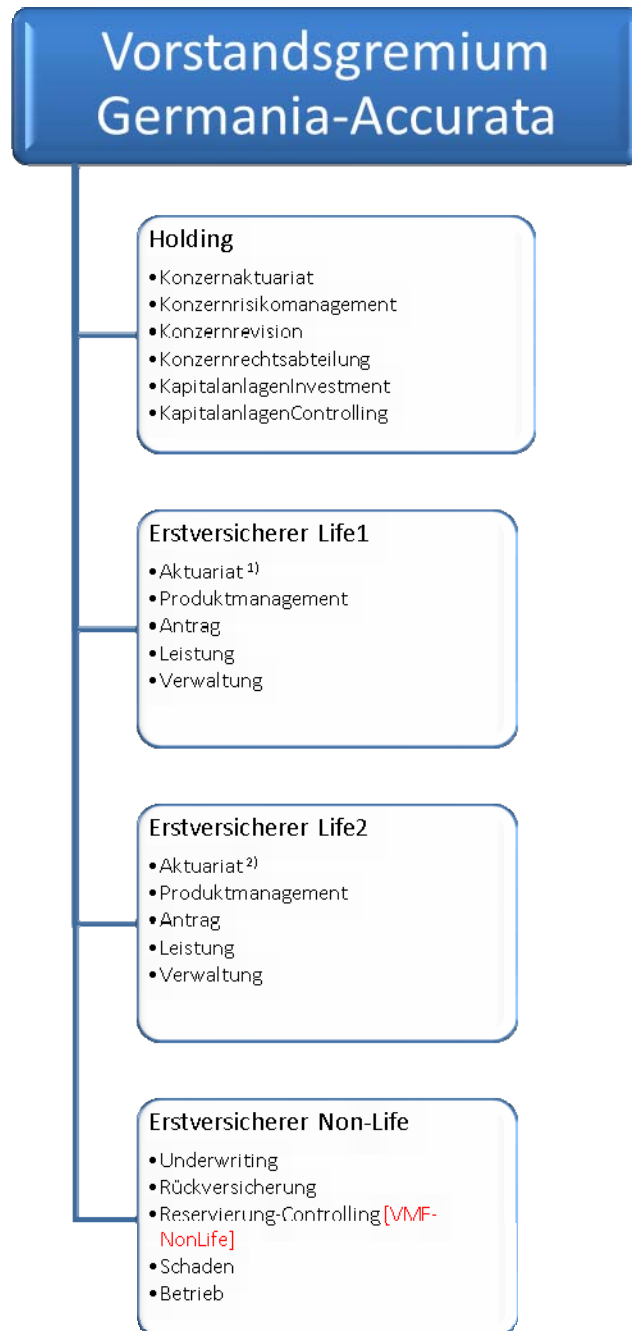 Vorstandsgremium
Germania-Accurata
Holding
•Konzernaktuariat
•Konzernrisikomanagement
•Konzernrevision
•Konzernrechtsabteilung
•KapitalanlagenInvestment
•KapitalanlagenControlling
Erstversicherer Life1
•Aktuariat 1)
•Produktmanagement
•Antrag
•Leistung
•Verwaltung
Erstversicherer Life2
•Aktuariat 2)
•Produktmanagement
•Antrag
•Leistung
•Verwaltung
Erstversicherer Non-Life
•Underwriting
•Rückversicherung
•Reservierung-Controlling [VMF-
NonLife]
•Schaden
•Betrieb